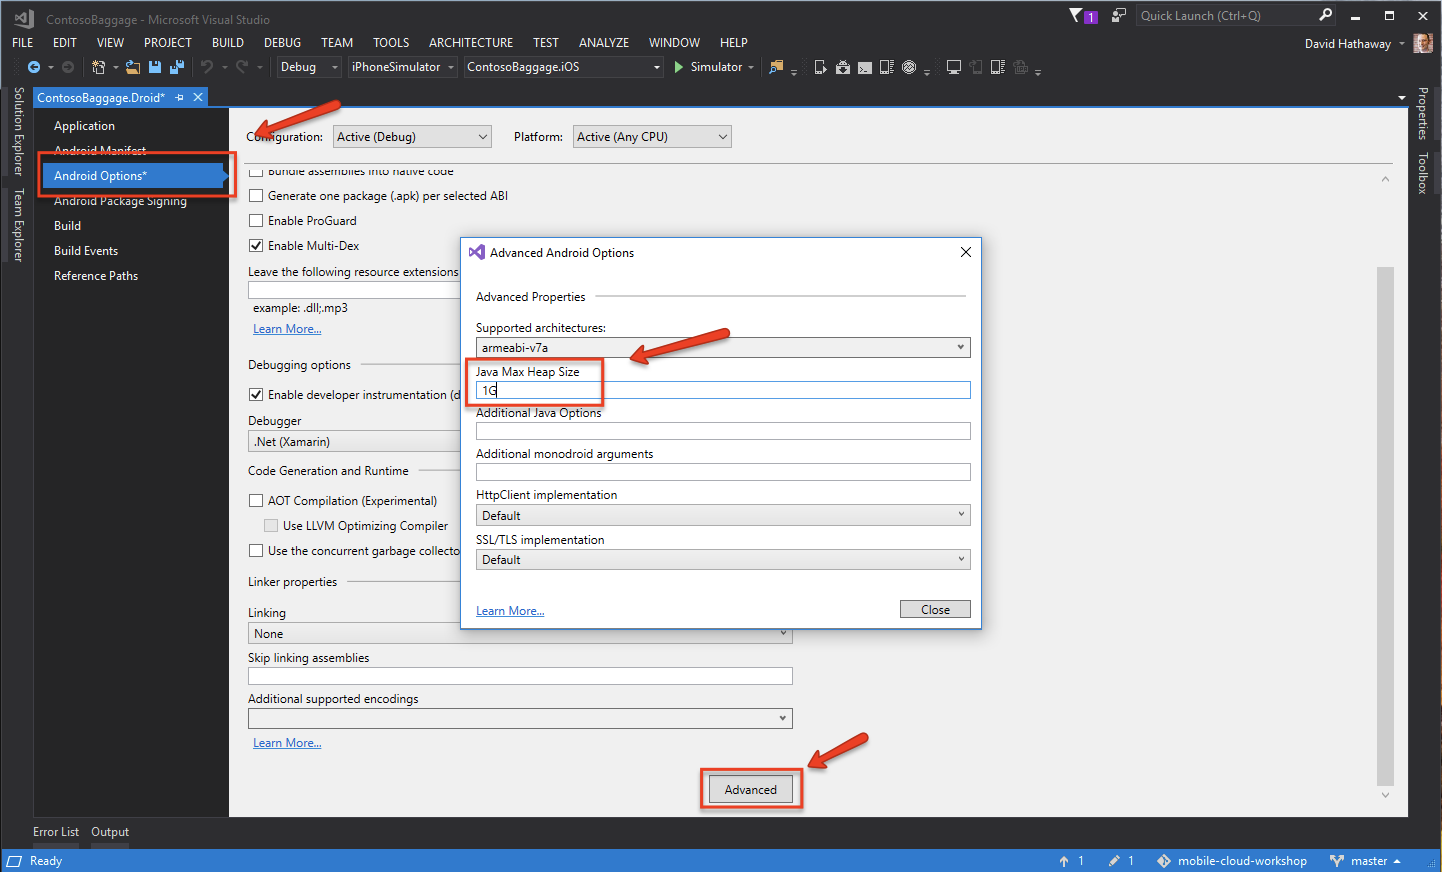 ContosoBaggage - Microsoft Visual Studio
1
Quick Launch (Ctrl+Q)
FILE EDIT VIEW PROJECT BUILD DEBUG TEAM TOOLS ARCHITECTURE TEST ANALYZE WINDOW HELP
David Hathaway
Debug iPhoneSimulator ContosoBaggage.iOS Simulator
Solution Explorer
Team Explorer
ContosoBaggage.Droid*
Application
Android Manifest
Android Options*
Android Package Signing
Build
Build Events
Reference Paths
Configuration: Active (Debug) Platform: Active (Any CPU)
Bundle assemblies into native code
Generate one package (.apk) per selected ABI
Enable ProGuard
Enable Multi-Dex
Leave the following resource extensions
example: .dll;.mp3
Learn More...
Debugging options
Enable developer instrumentation (d
Debugger
.Net (Xamarin)
Code Generation and Runtime
AOT Compilation (Experimental)
Use LLVM Optimizing Compiler
Use the concurrent garbage collecto
Linker properties
Linking
None
Skip linking assemblies
Additional supported encodings
Learn More...
Advanced
Advanced Android Options
Advanced Properties
Supported architectures:
armeabi-v7a
Java Max Heap Size
1G
Additional Java Options
Additional monodroid arguments
HttpClient implementation
Default
SSL/TLS implementation
Default
Learn More...
Close
Properties
Toolbox
Error List Output
Ready
1 1 mobile-cloud-workshop master